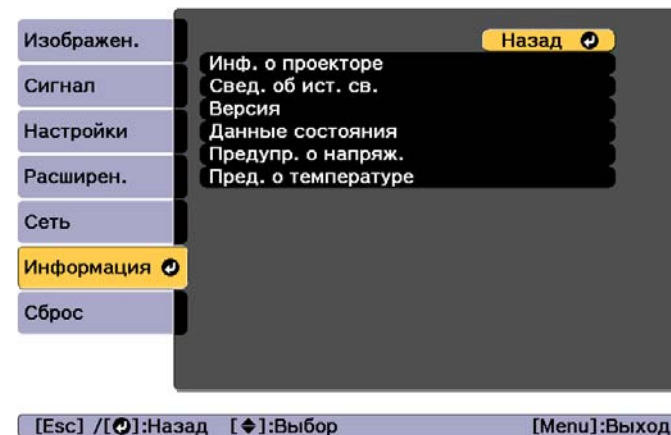 Изображен.
Сигнал
Настройки
Расширен.
Сеть
Информация
Сброс
Назад
Инф. о проекторе
Свед. об ист. св.
Версия
Данные состояния
Предупр. о напряж.
Пред. о температуре
[Esc] /[⏎]:Назад [◆]:Выбор [Menu]:Выход